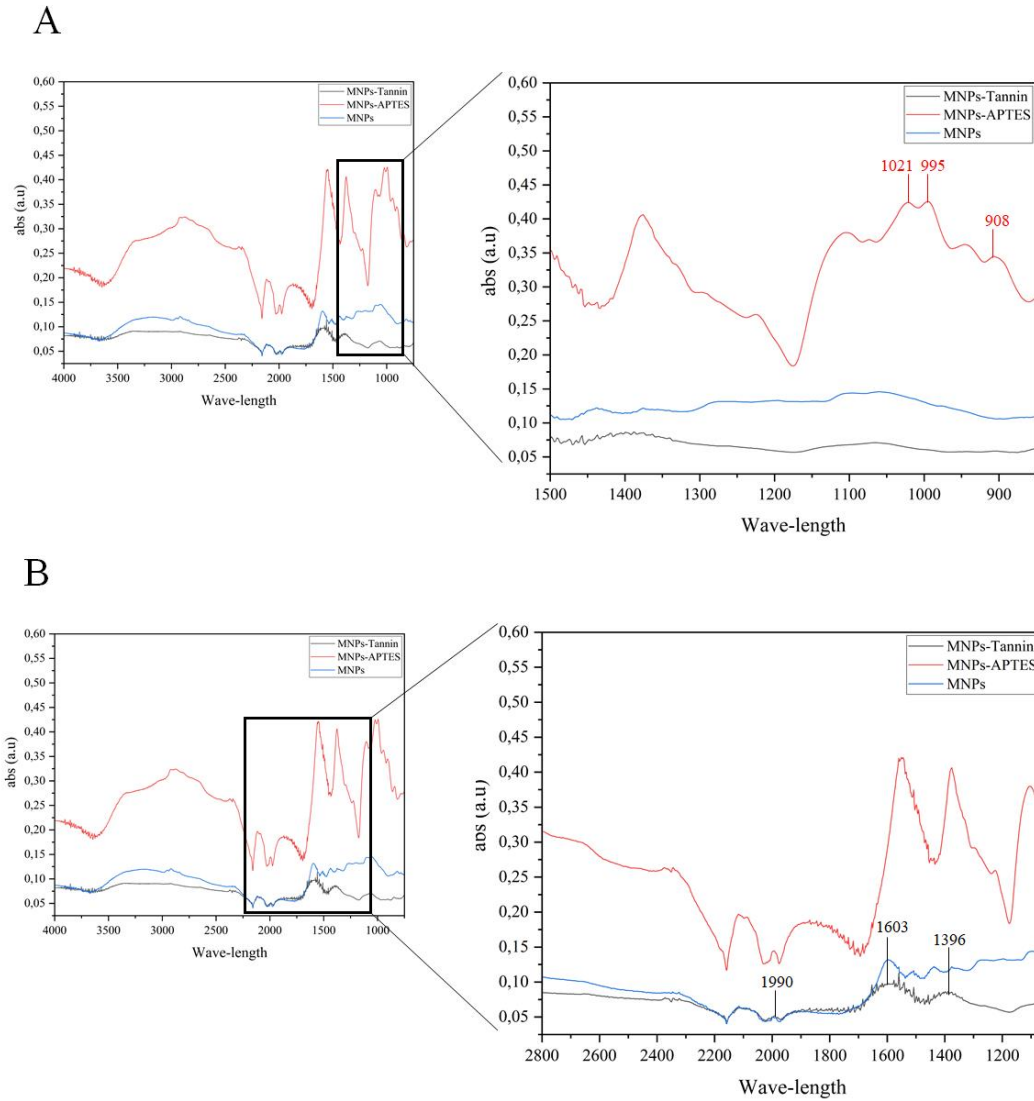 A
0,60
0,55
0,50
0,45
0,40
0,35
0,30
0,25
0,20
0,15
0,10
0,05
abs (a.u)
4000 3500 3000 2500 2000 1500 1000
Wave-length
MNPs-Tannin
MNPs-APTES
MNPs
0,60
0,55
0,50
0,45
0,40
0,35
0,30
0,25
0,20
0,15
0,10
0,05
abs (a.u)
1500 1400 1300 1200 1100 1000 900
Wave-length
MNPs-Tannin
MNPs-APTES
MNPs
1021 995
908
B
0,60
0,55
0,50
0,45
0,40
0,35
0,30
0,25
0,20
0,15
0,10
0,05
abs (a.u)
4000 3500 3000 2500 2000 1500 1000
Wave-length
MNPs-Tannin
MNPs-APTES
MNPs
0,60
0,55
0,50
0,45
0,40
0,35
0,30
0,25
0,20
0,15
0,10
0,05
abs (a.u)
2800 2600 2400 2200 2000 1800 1600 1400 1200
Wave-length
MNPs-Tannin
MNPs-APTES
MNPs
1603
1396
1990